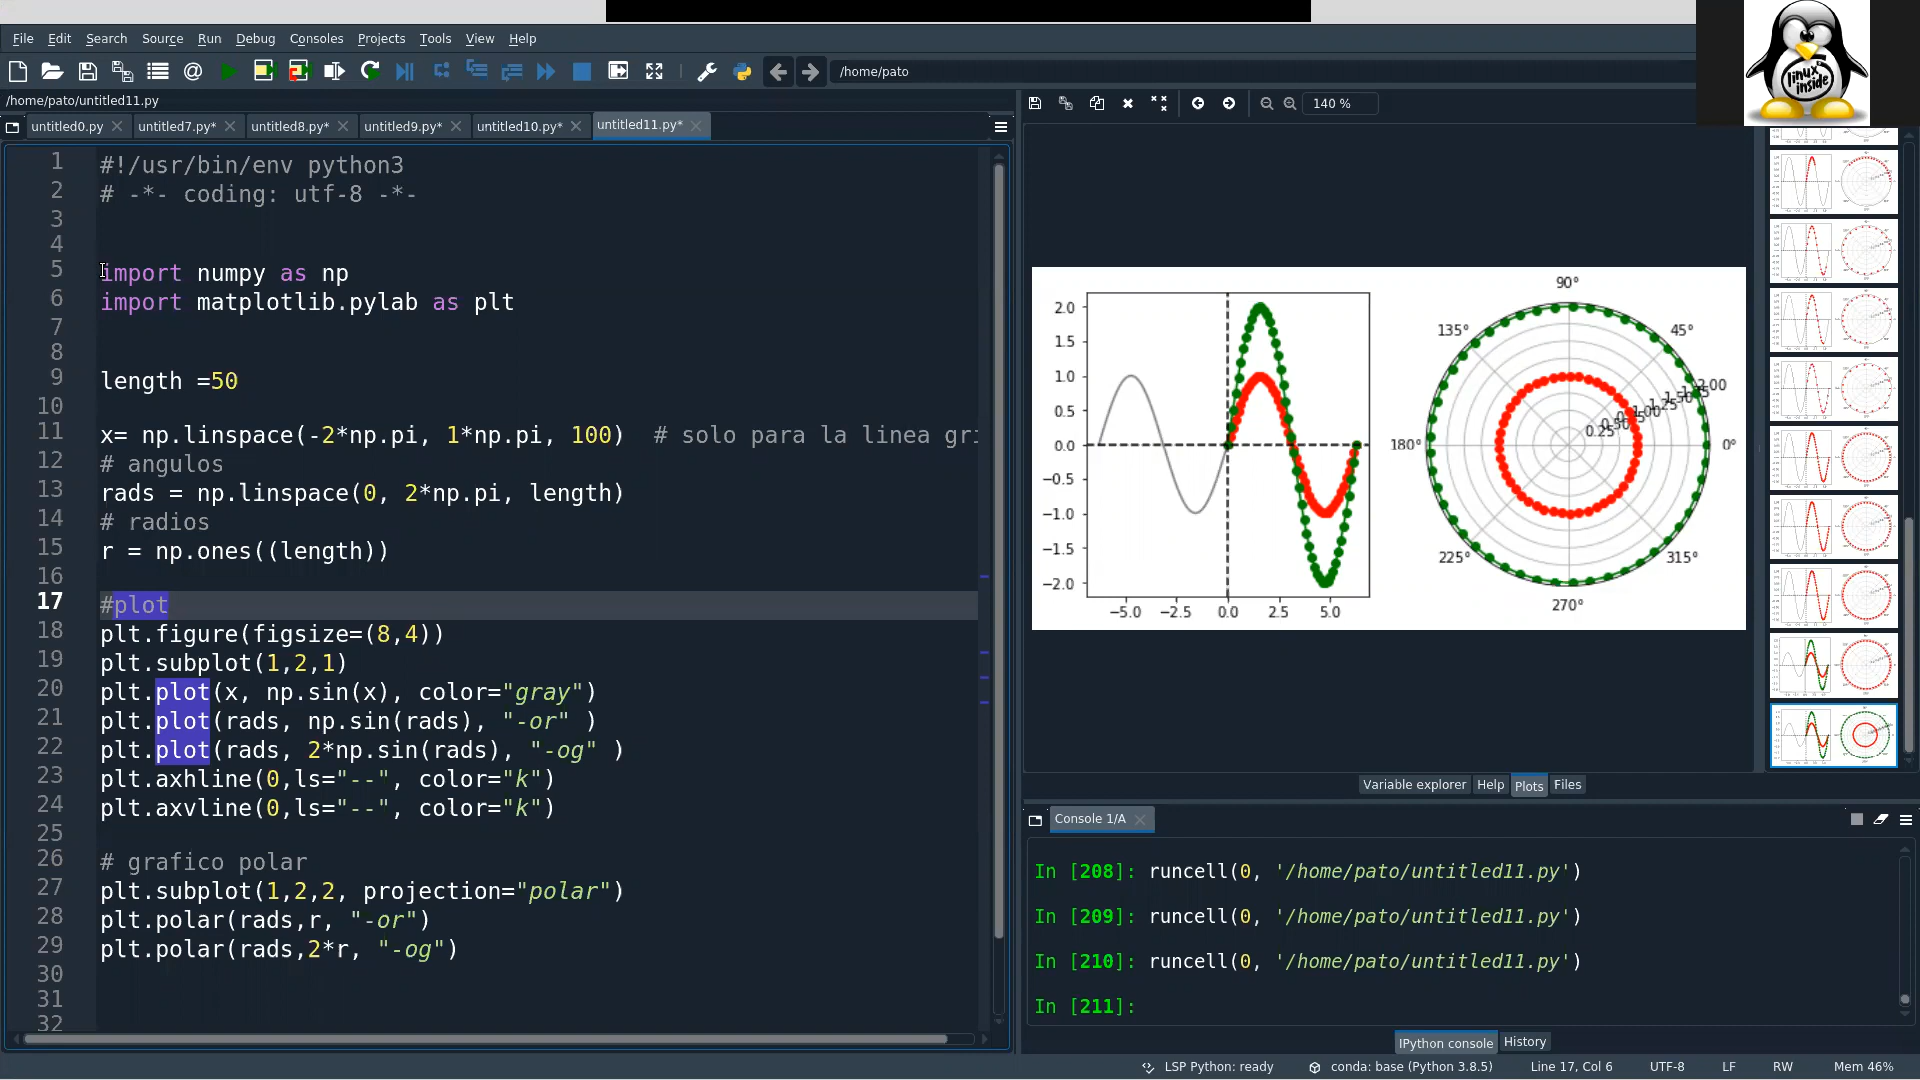 File Edit Search Source Run Debug Consoles Projects Tools View Help
/home/pato
/home/pato/untitled11.py
untitled0.py untitled7.py* untitled8.py* untitled9.py* untitled10.py* untitled11.py*
1 #!/usr/bin/env python3
2 # -*- coding: utf-8 -*-
3
4
5 import numpy as np
6 import matplotlib.pylab as plt
7
8
9 length =50
10
11 x= np.linspace(-2*np.pi, 1*np.pi, 100)  # solo para la linea gri
12 # angulos
13 rads = np.linspace(0, 2*np.pi, length)
14 # radios
15 r = np.ones((length))
16
17 #plot
18 plt.figure(figsize=(8,4))
19 plt.subplot(1,2,1)
20 plt.plot(x, np.sin(x), color="gray")
21 plt.plot(rads, np.sin(rads), "-or" )
22 plt.plot(rads, 2*np.sin(rads), "-og" )
23 plt.axhline(0,ls="--", color="k")
24 plt.axvline(0,ls="--", color="k")
25
26 # grafico polar
27 plt.subplot(1,2,2, projection="polar")
28 plt.polar(rads,r, "-or")
29 plt.polar(rads,2*r, "-og")
30
31
32
140 %
linux inside
2.0
1.5
1.0
0.5
0.0
−0.5
−1.0
−1.5
−2.0
−5.0 −2.5 0.0 2.5 5.0
90°
135° 45°
180° 0°
225° 315°
270°
0.25 1.00 1.25 2.00
Variable explorer Help Plots Files
Console 1/A
In [208]: runcell(0, '/home/pato/untitled11.py')
In [209]: runcell(0, '/home/pato/untitled11.py')
In [210]: runcell(0, '/home/pato/untitled11.py')
In [211]:
IPython console History
LSP Python: ready conda: base (Python 3.8.5) Line 17, Col 6 UTF-8 LF RW Mem 46%